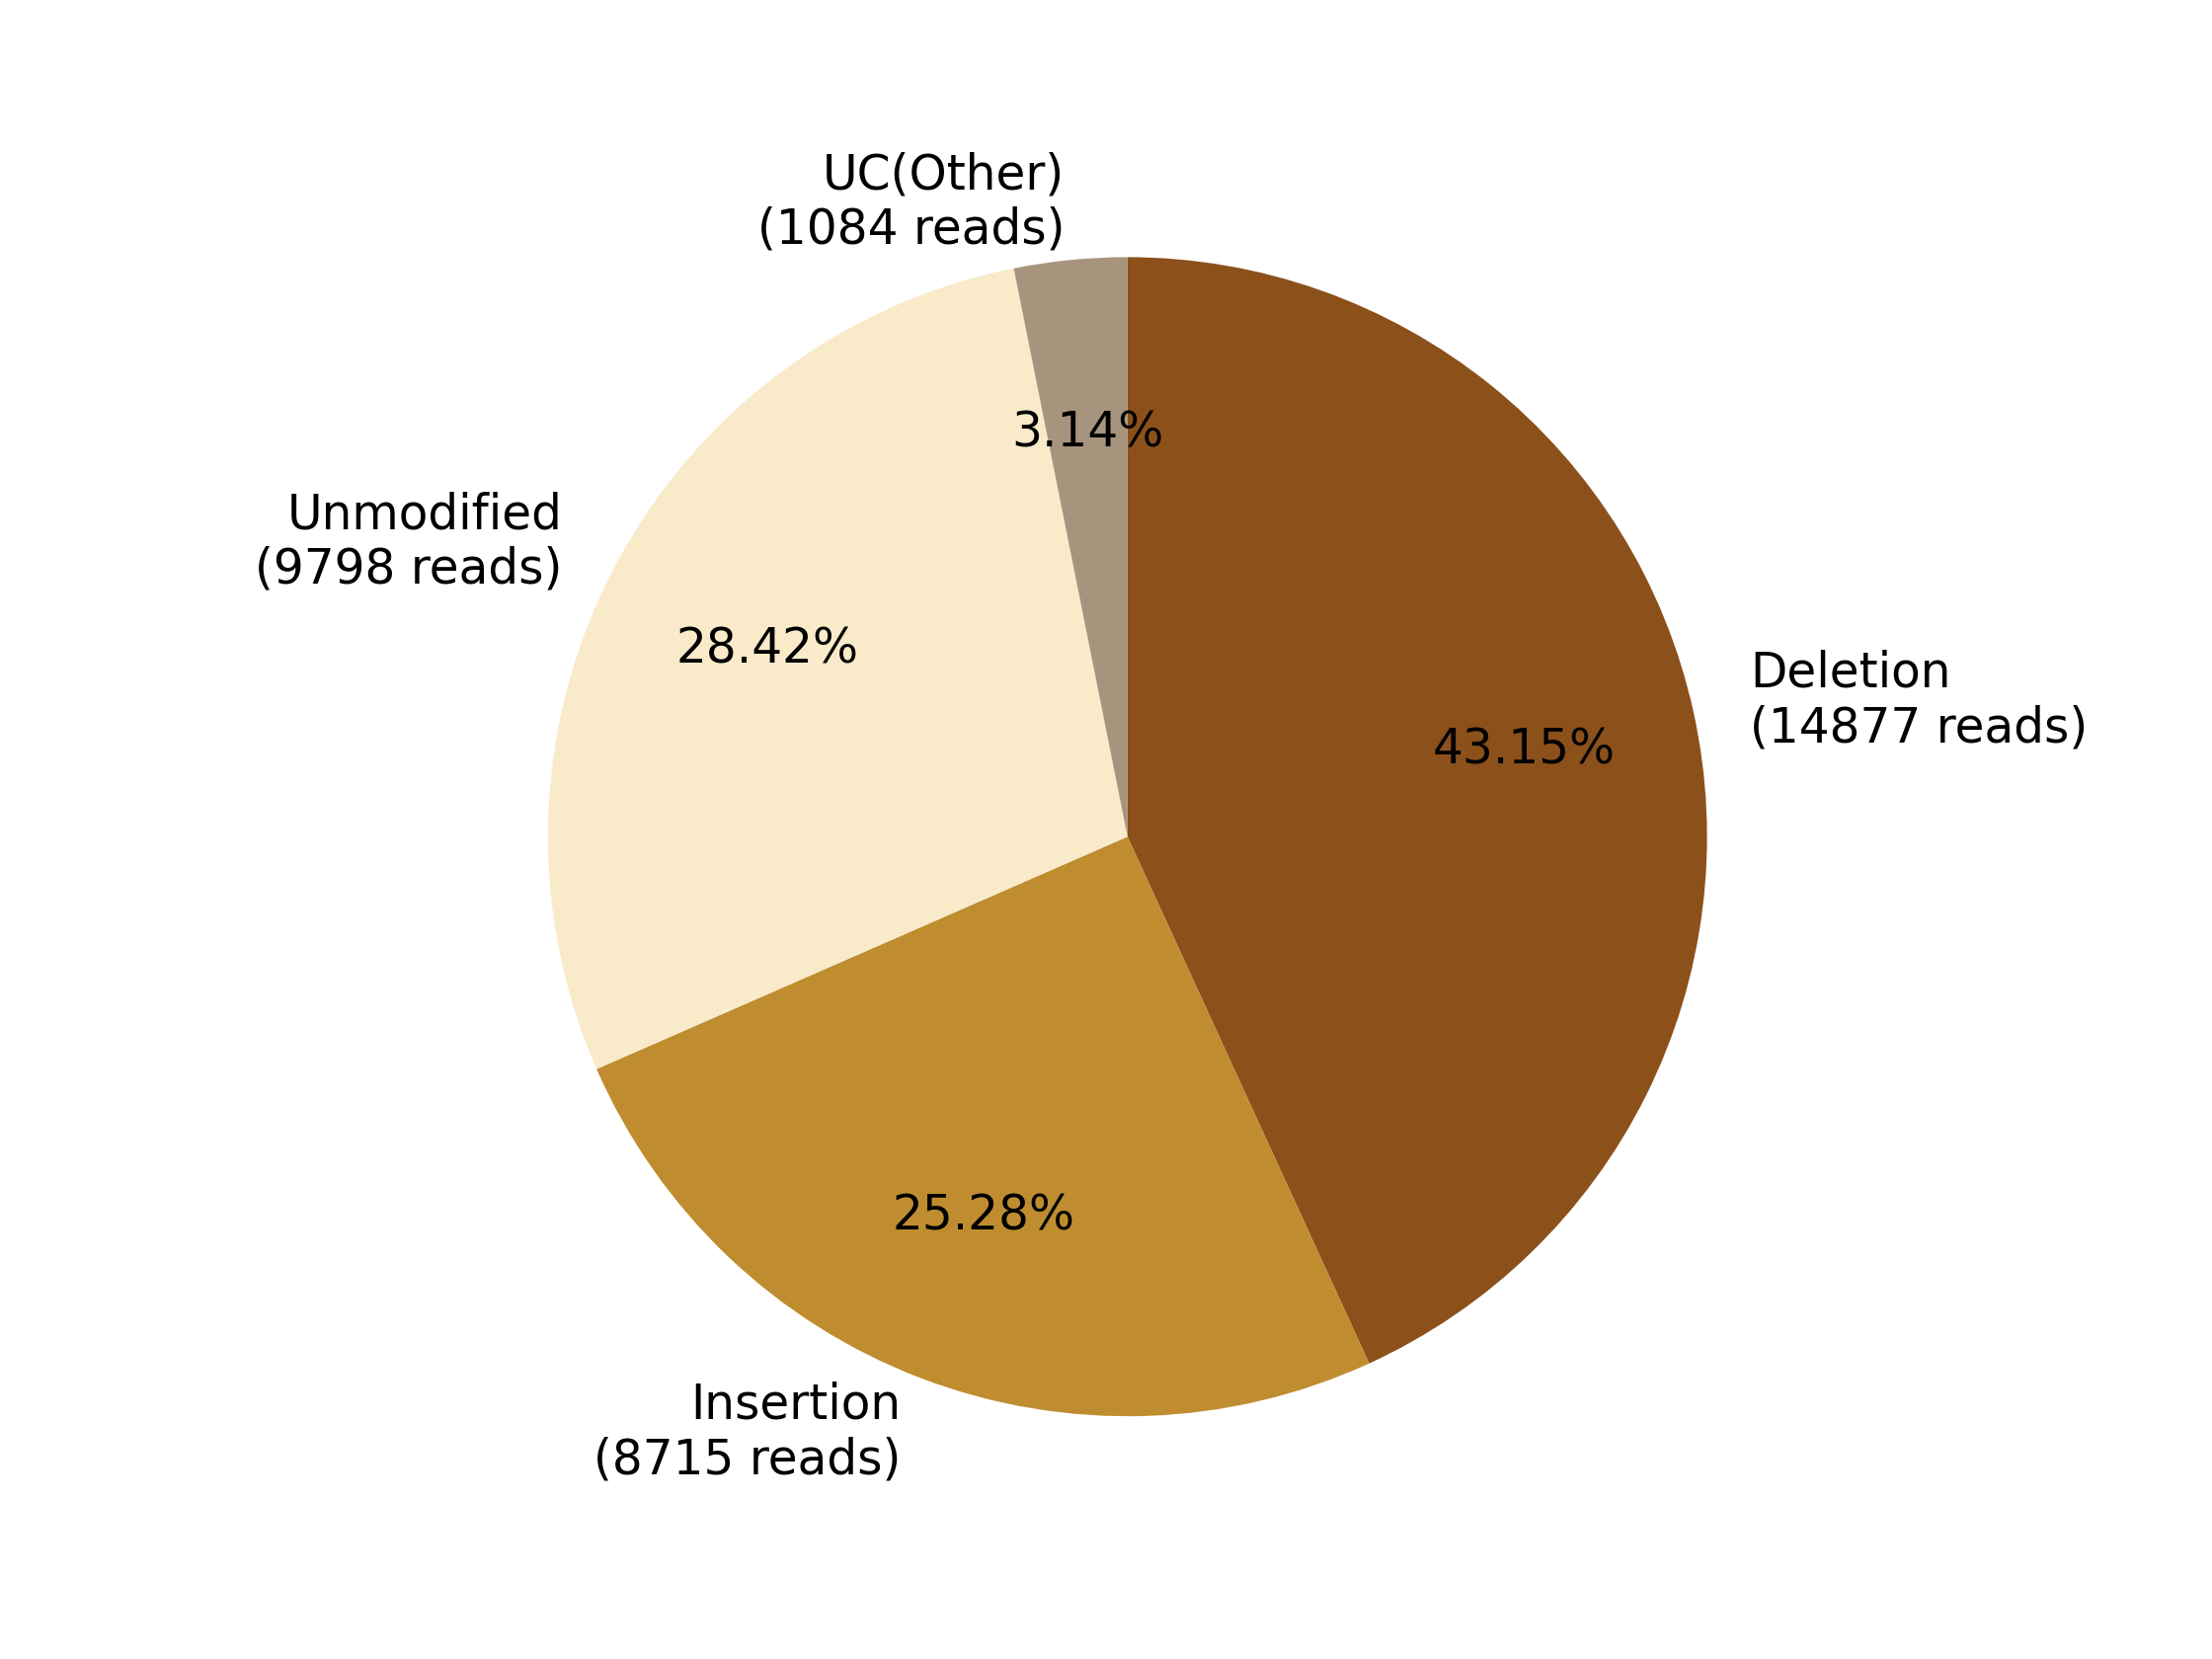 UC(Other)
(1084 reads)
3.14%
Unmodified
(9798 reads)
28.42%
Deletion
(14877 reads)
43.15%
25.28%
Insertion
(8715 reads)